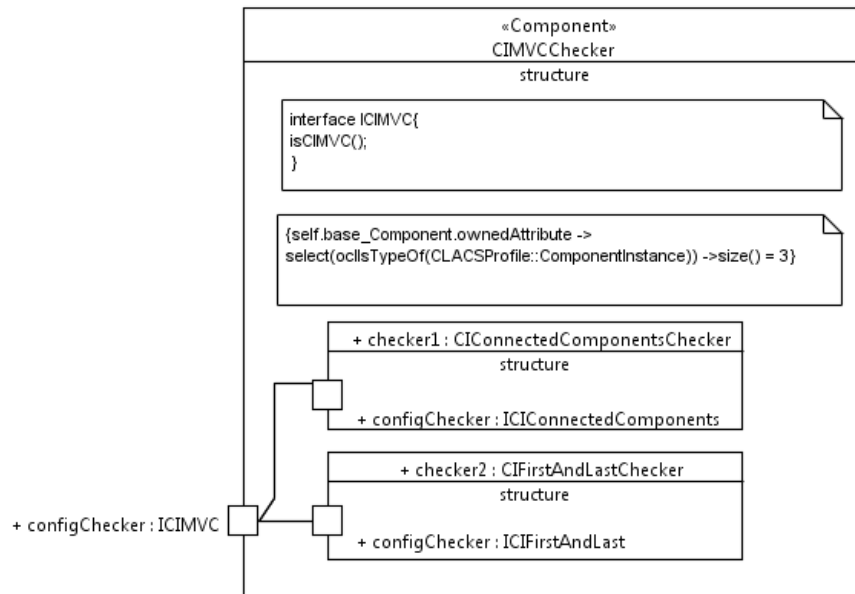 «Component»
CIMVCChecker
structure
interface ICIMVC{
isCIMVC();
}
{self.base_Component.ownedAttribute ->
select(oclIsTypeOf(CLACSProfile::ComponentInstance)) ->size() = 3}
+ checker1 : CIConnectedComponentsChecker
structure
+ configChecker : ICIConnectedComponents
+ checker2 : CIFirstAndLastChecker
structure
+ configChecker : ICIMVC
+ configChecker : ICIFirstAndLast